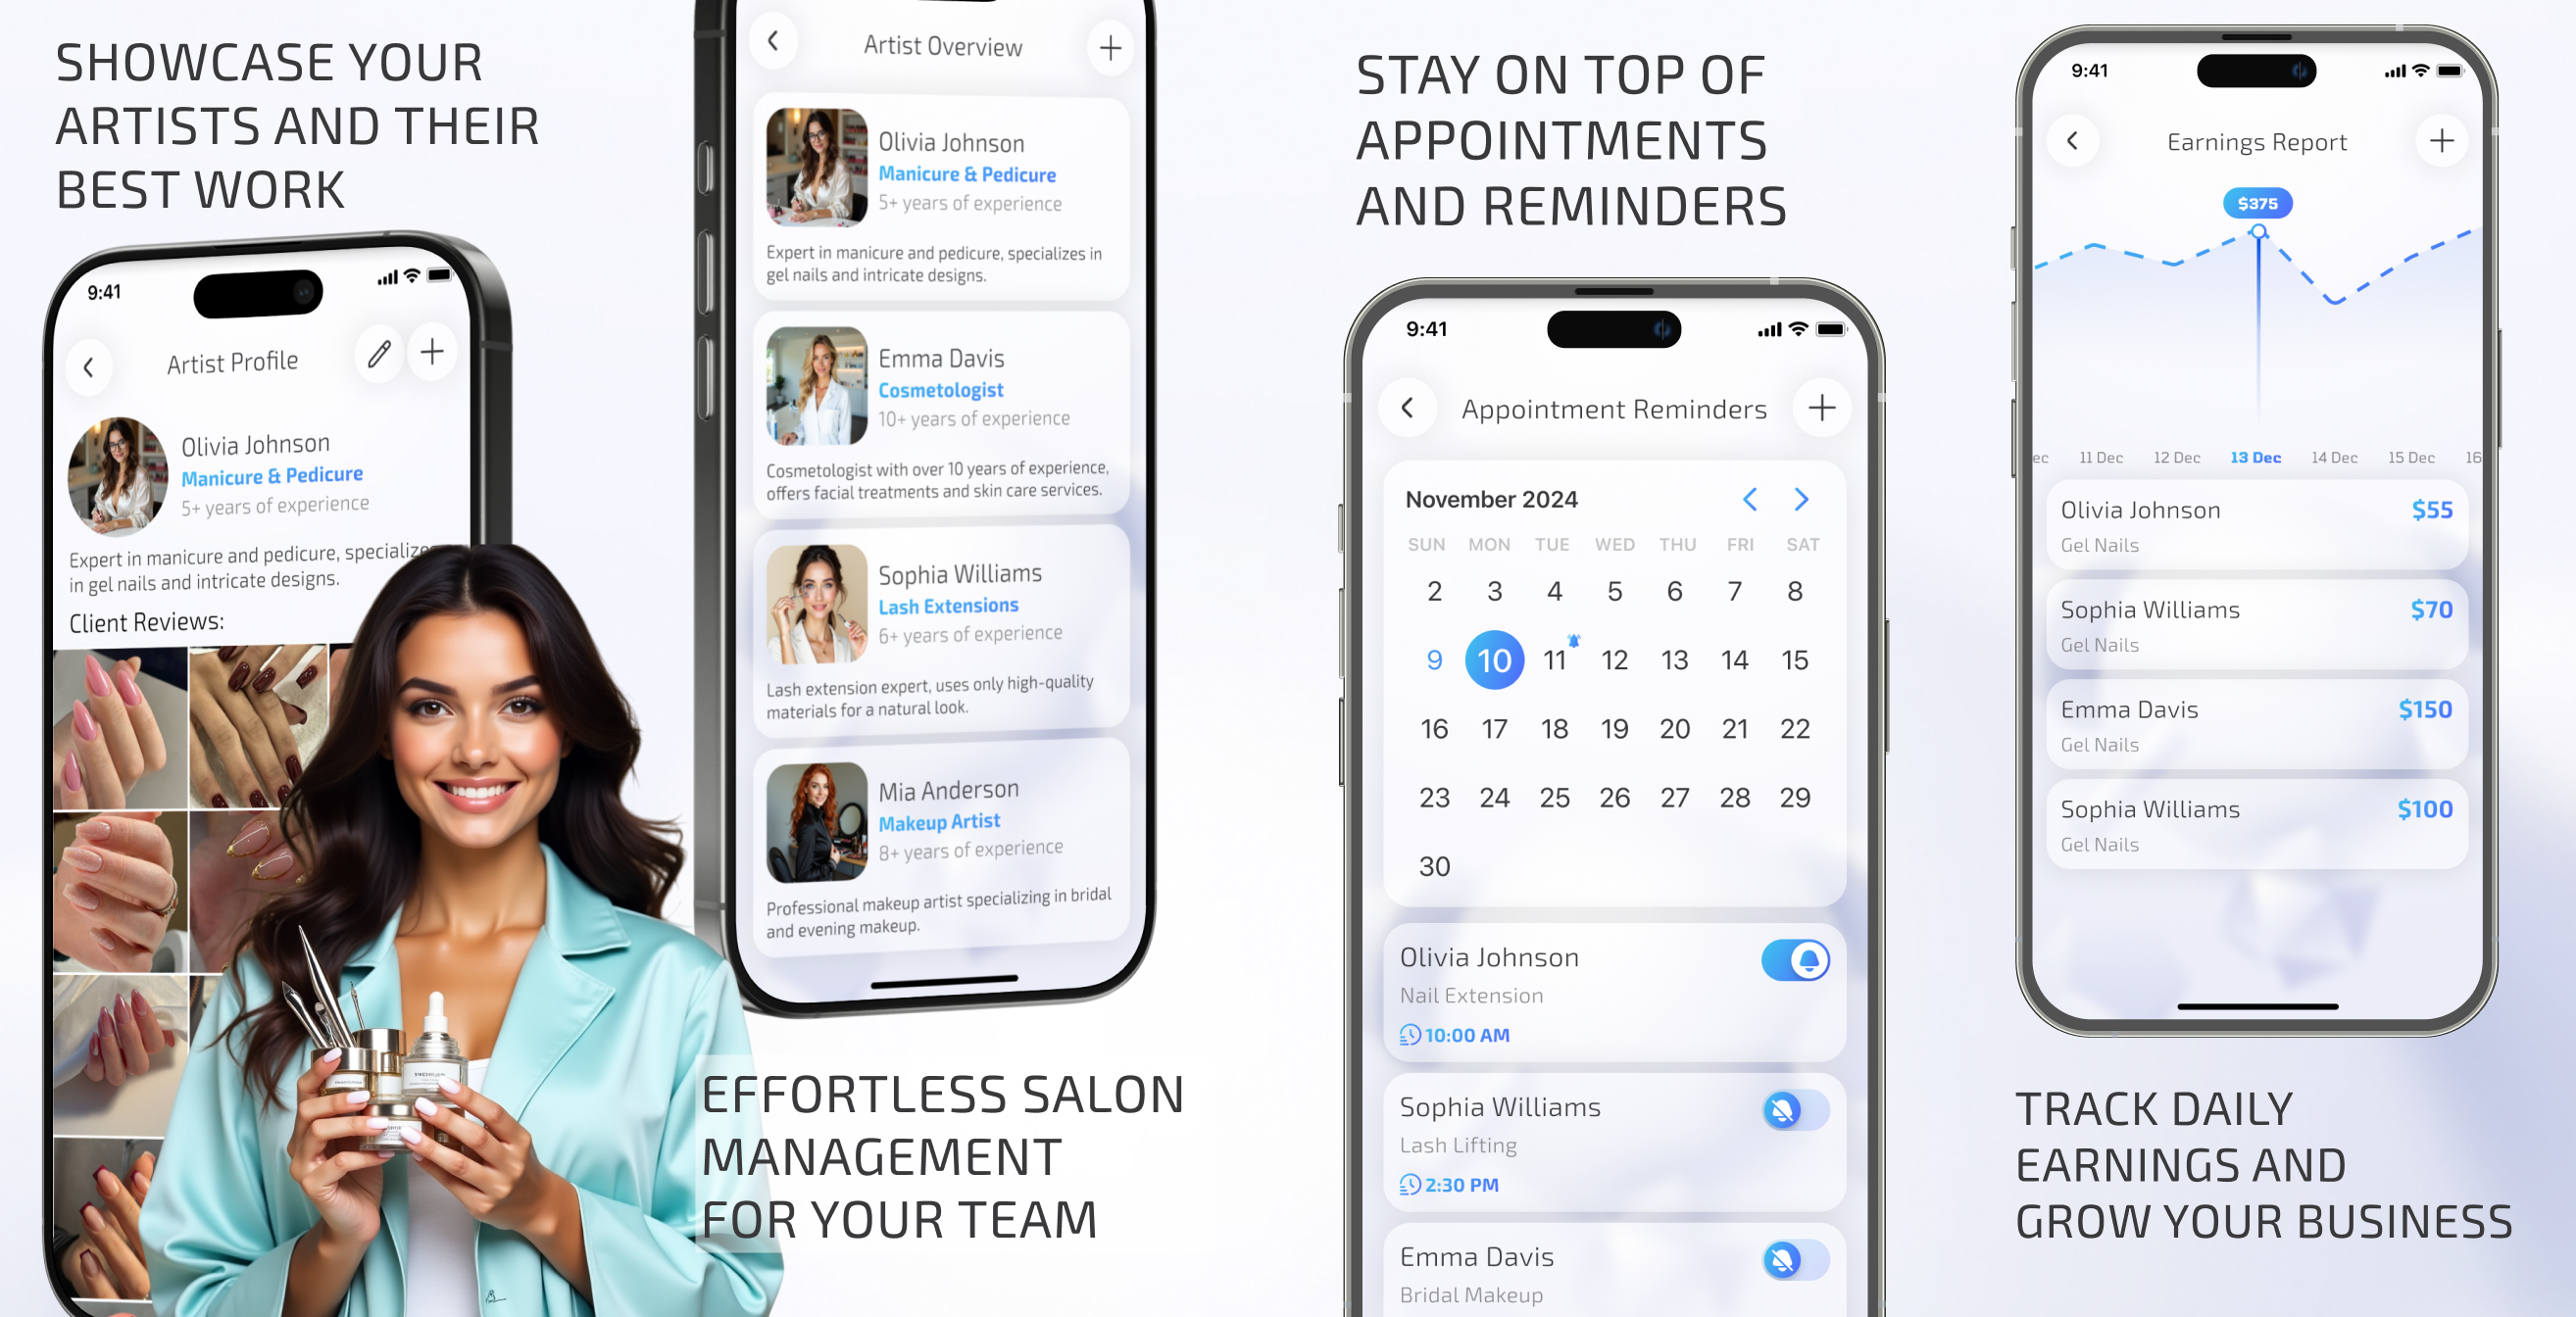 SHOWCASE YOUR
ARTISTS AND THEIR
BEST WORK
9:41
Artist Profile
Olivia Johnson
Manicure & Pedicure
5+ years of experience
Expert in manicure and pedicure, specialize
in gel nails and intricate designs.
Client Reviews:
Artist Overview
Olivia Johnson
Manicure & Pedicure
5+ years of experience
Expert in manicure and pedicure, specializes in
gel nails and intricate designs.
Emma Davis
Cosmetologist
10+ years of experience
Cosmetologist with over 10 years of experience,
offers facial treatments and skin care services.
Sophia Williams
Lash Extensions
6+ years of experience
Lash extension expert, uses only high-quality
materials for a natural look.
Mia Anderson
Makeup Artist
8+ years of experience
Professional makeup artist specializing in bridal
and evening makeup.
EFFORTLESS SALON
MANAGEMENT
FOR YOUR TEAM
STAY ON TOP OF
APPOINTMENTS
AND REMINDERS
9:41
Appointment Reminders
November 2024
SUN MON TUE WED THU FRI SAT
2 3 4 5 6 7 8
9 10 11 12 13 14 15
16 17 18 19 20 21 22
23 24 25 26 27 28 29
30
Olivia Johnson
Nail Extension
10:00 AM
Sophia Williams
Lash Lifting
2:30 PM
Emma Davis
Bridal Makeup
9:41
Earnings Report
$375
ec 11 Dec 12 Dec 13 Dec 14 Dec 15 Dec 16
Olivia Johnson $55
Gel Nails
Sophia Williams $70
Gel Nails
Emma Davis $150
Gel Nails
Sophia Williams $100
Gel Nails
TRACK DAILY
EARNINGS AND
GROW YOUR BUSINESS